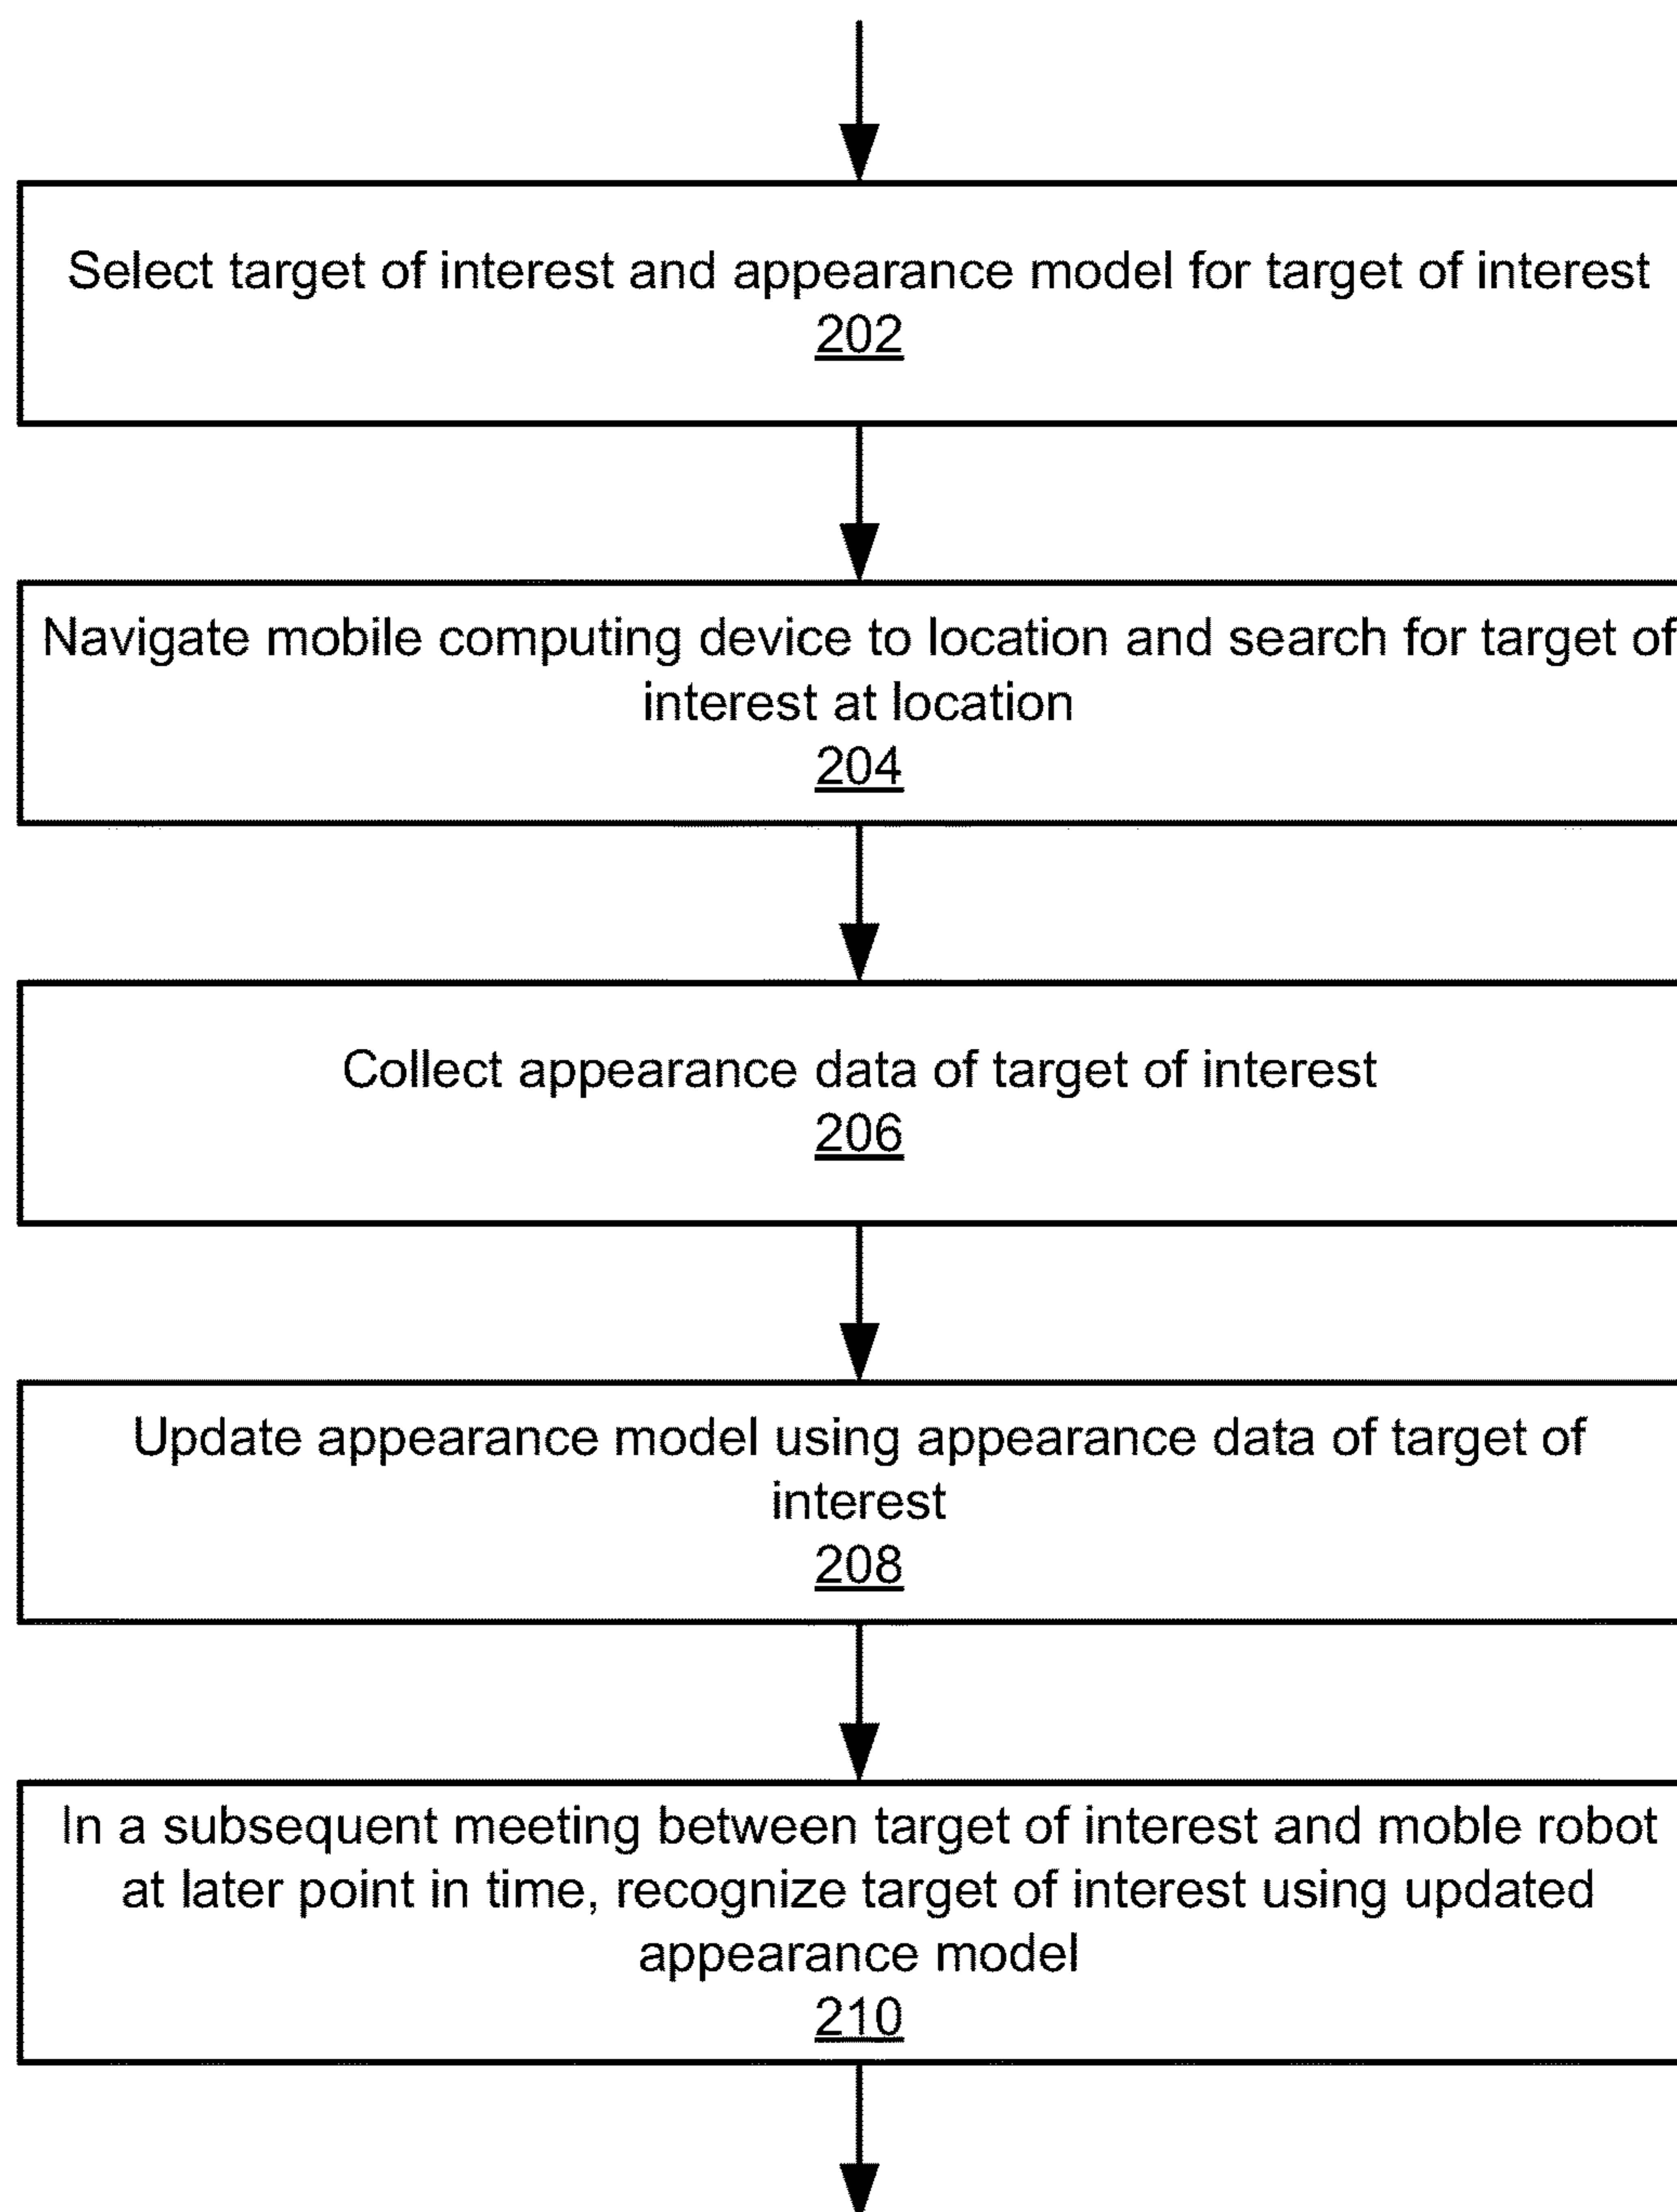 Select target of interest and appearance model for target of interest
202
Navigate mobile computing device to location and search for target of
interest at location
204
Collect appearance data of target of interest
206
Update appearance model using appearance data of target of
interest
208
In a subsequent meeting between target of interest and moble robot
at later point in time, recognize target of interest using updated
appearance model
210